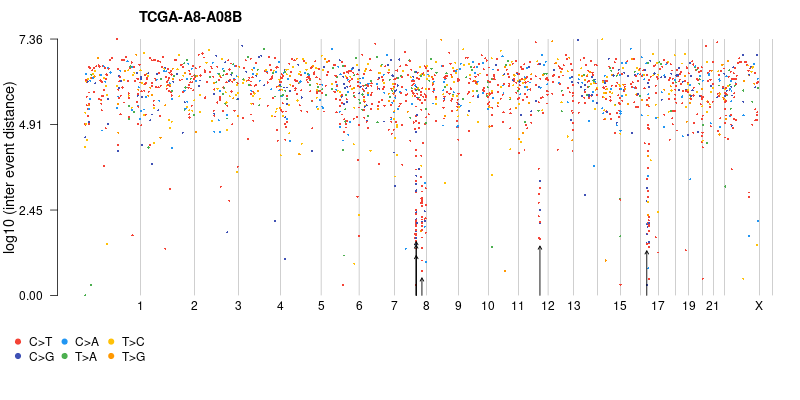 TCGA-A8-A08B
7.36
4.91
2.45
0.00
log10 (inter event distance)
1 2 3 4 5 6 7 8 9 10 11 12 13 15 17 19 21 X
C>T C>A T>C
C>G T>A T>G